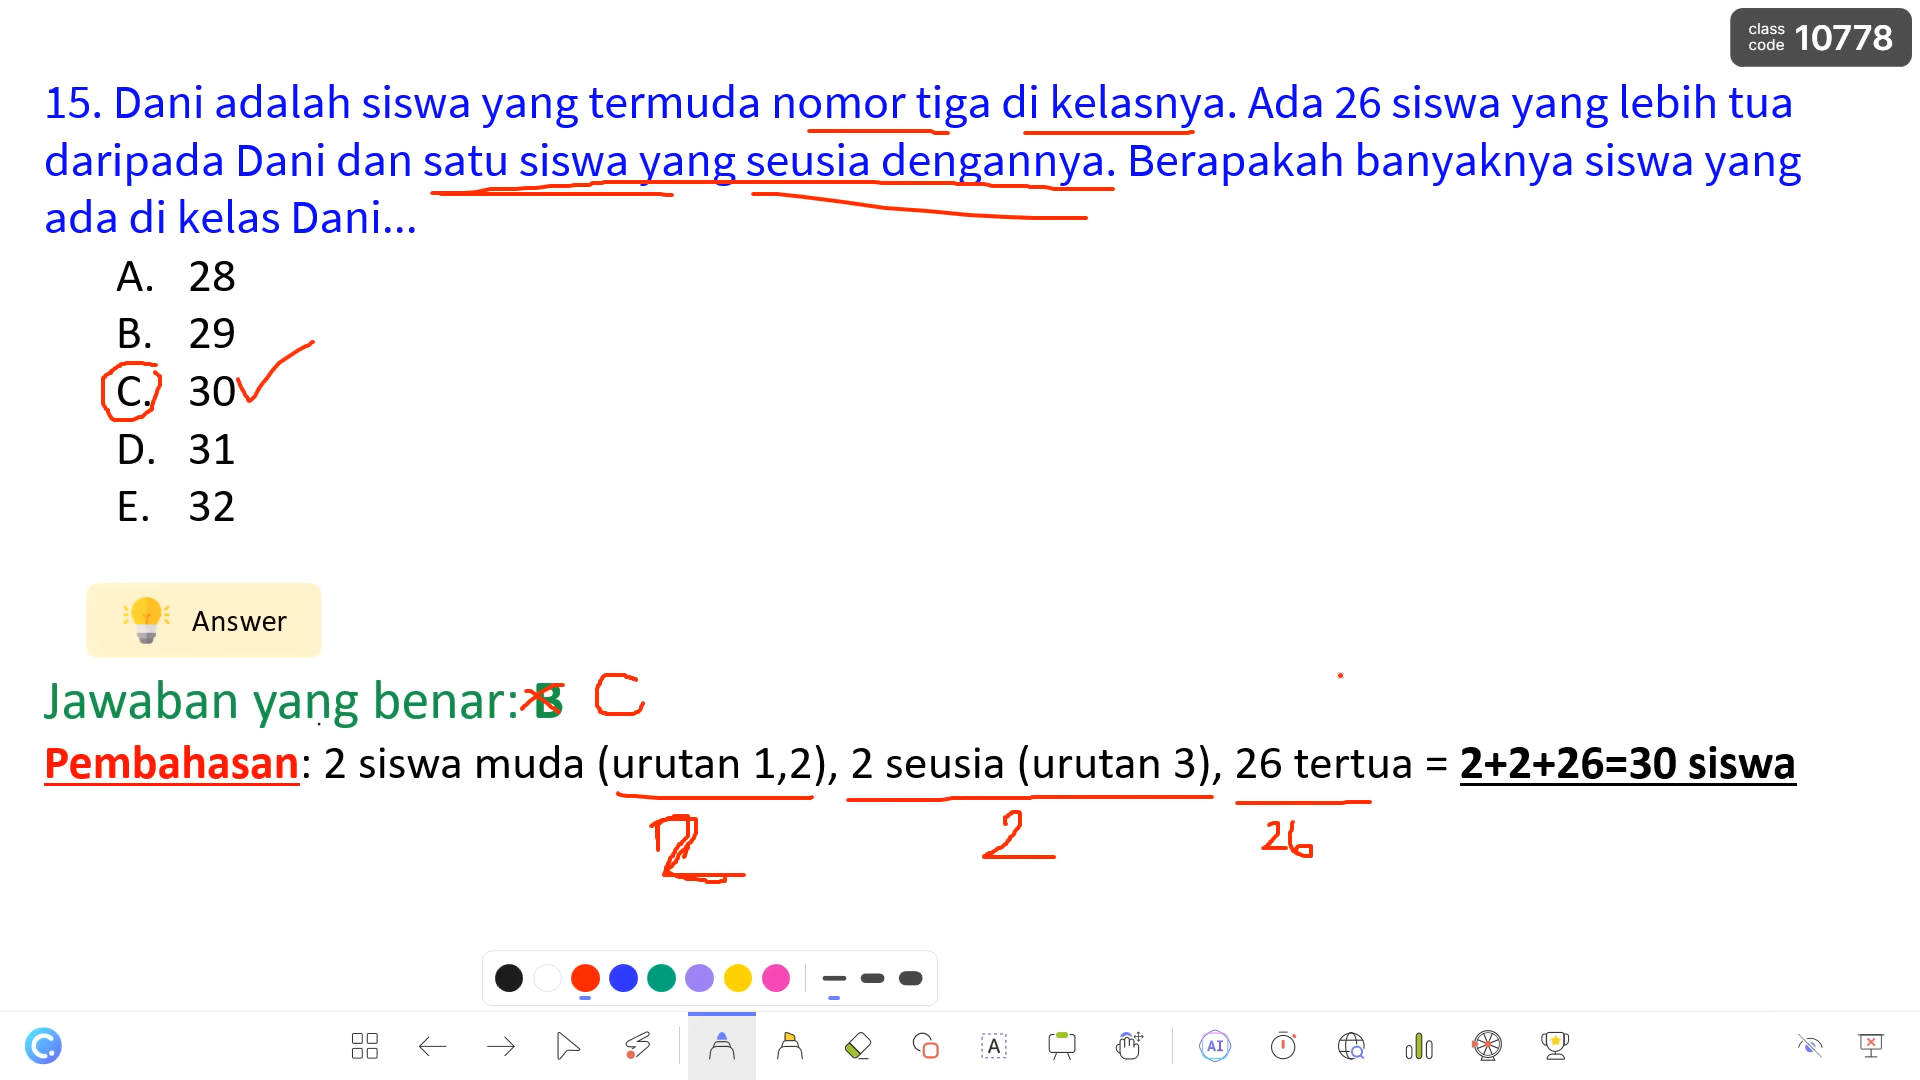 class code 10778
15. Dani adalah siswa yang termuda nomor tiga di kelasnya. Ada 26 siswa yang lebih tua
daripada Dani dan satu siswa yang seusia dengannya. Berapakah banyaknya siswa yang
ada di kelas Dani...
A. 28
B. 29
C. 30
D. 31
E. 32
Answer
Jawaban yang benar: B C
Pembahasan: 2 siswa muda (urutan 1,2), 2 seusia (urutan 3), 26 tertua = 2+2+26=30 siswa
2 2 26
A AI